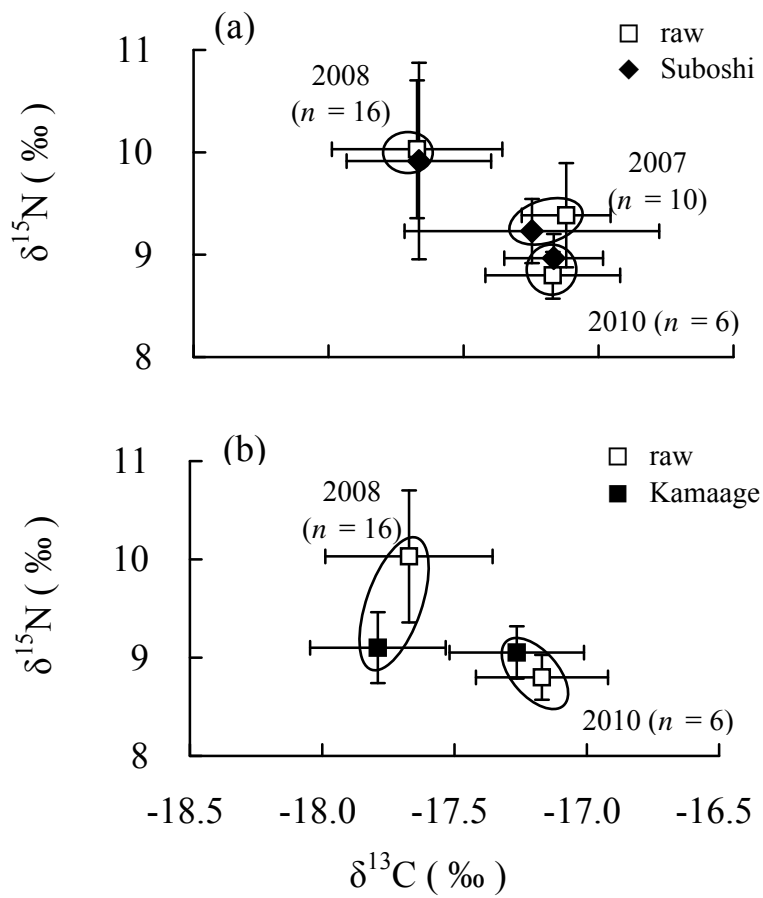 (a)
raw
Suboshi
11
10
9
8
δ15N ( ‰ )
2008
(n = 16)
2007
(n = 10)
2010 (n = 6)
(b)
raw
Kamaage
11
10
9
8
δ15N ( ‰ )
2008
(n = 16)
2010 (n = 6)
-18.5 -18.0 -17.5 -17.0 -16.5
δ13C ( ‰ )